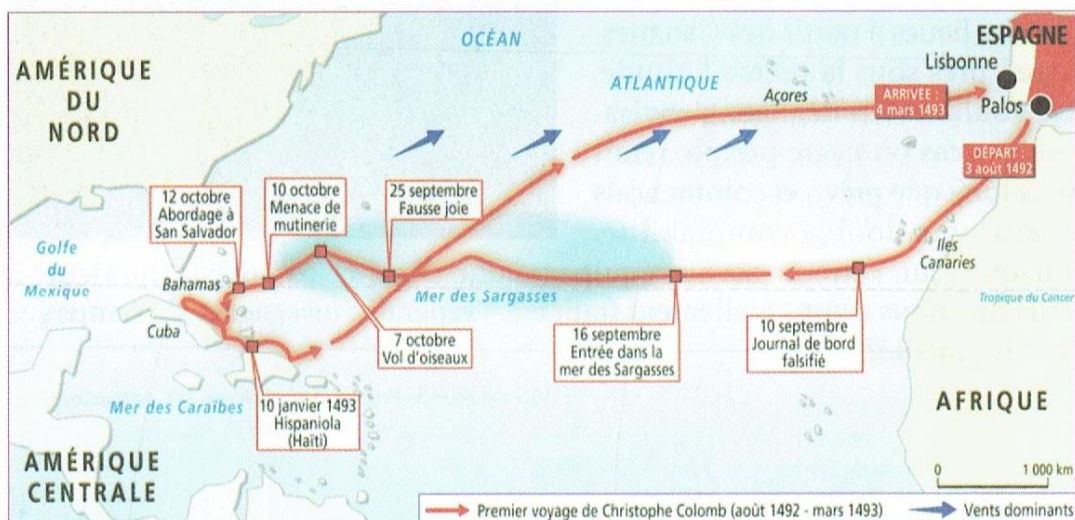 OCÉAN
ATLANTIQUE
ESPAGNE
Lisbonne
Palos
AMÉRIQUE
DU
NORD
Açores
ARRIVÉE :
4 mars 1493
DÉPART :
3 août 1492
12 octobre
Abordage à
San Salvador
10 octobre
Menace de
mutinerie
25 septembre
Fausse joie
Golfe
du
Mexique
Bahamas
Cuba
Mer des Sargasses
Iles
Canaries
Tropique du Cancer
7 octobre
Vol d'oiseaux
16 septembre
Entrée dans la
mer des Sargasses
10 septembre
Journal de bord
falsifié
Mer des Caraïbes
10 janvier 1493
Hispaniola
(Haïti)
AFRIQUE
AMÉRIQUE
CENTRALE
0 1 000 km
Premier voyage de Christophe Colomb (août 1492 - mars 1493)
Vents dominants